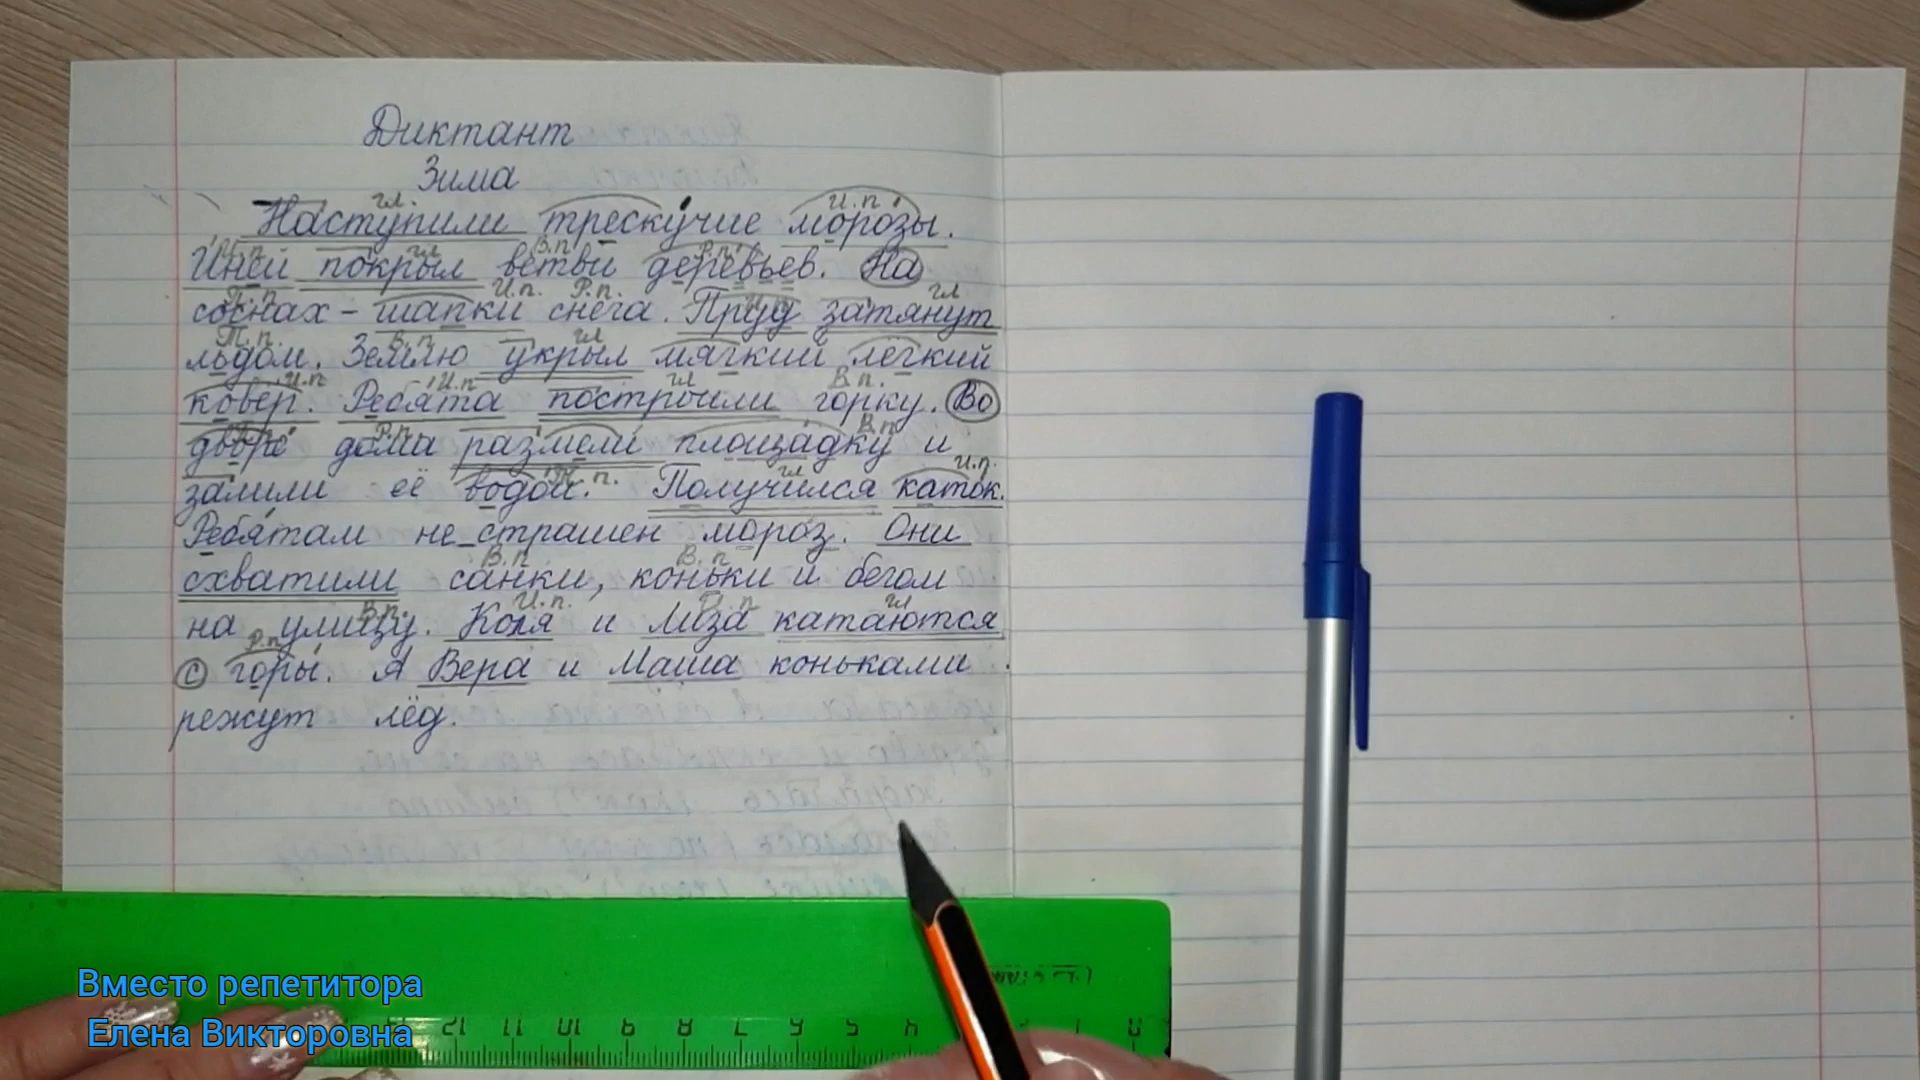 Диктант
Зима
Наступили трескучие морозы.
Иней покрыл ветви деревьев. На
соснах - шапки снега. Пруд затянут
льдом. Землю укрыл мягкий лёгкий
ковёр. Ребята построили горку. Во
дворе дома размели площадку и
залили её водой. Получился каток.
Ребятам не страшен мороз. Они
схватили санки, коньки и бегом
на улицу. Коля и Лиза катаются
с горы. А Вера и Маша коньками
режут лёд.
Вместо репетитора
Елена Викторовна